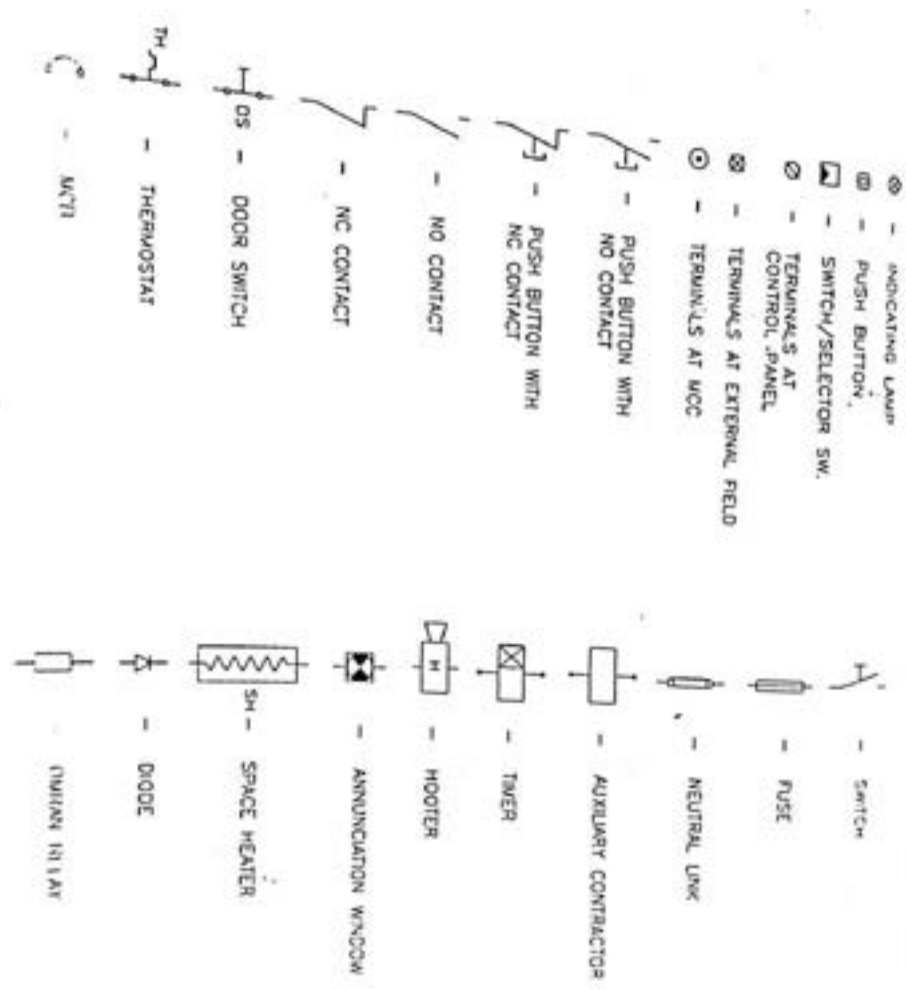 INDICATING LAMP
PUSH BUTTON
SWITCH/SELECTOR SW.
TERMINALS AT
CONTROL PANEL
TERMINALS AT EXTERNAL FIELD
TERMINALS AT MCC
PUSH BUTTON WITH
NO CONTACT
PUSH BUTTON WITH
NC CONTACT
NO CONTACT
NC CONTACT
DS - DOOR SWITCH
TH
THERMOSTAT
SWITCH
FUSE
NEUTRAL LINK
AUXILIARY CONTRACTOR
TIMER
H
HOOTER
ANNUNCIATION WINDOW
SH - SPACE HEATER
DIODE
RELAY